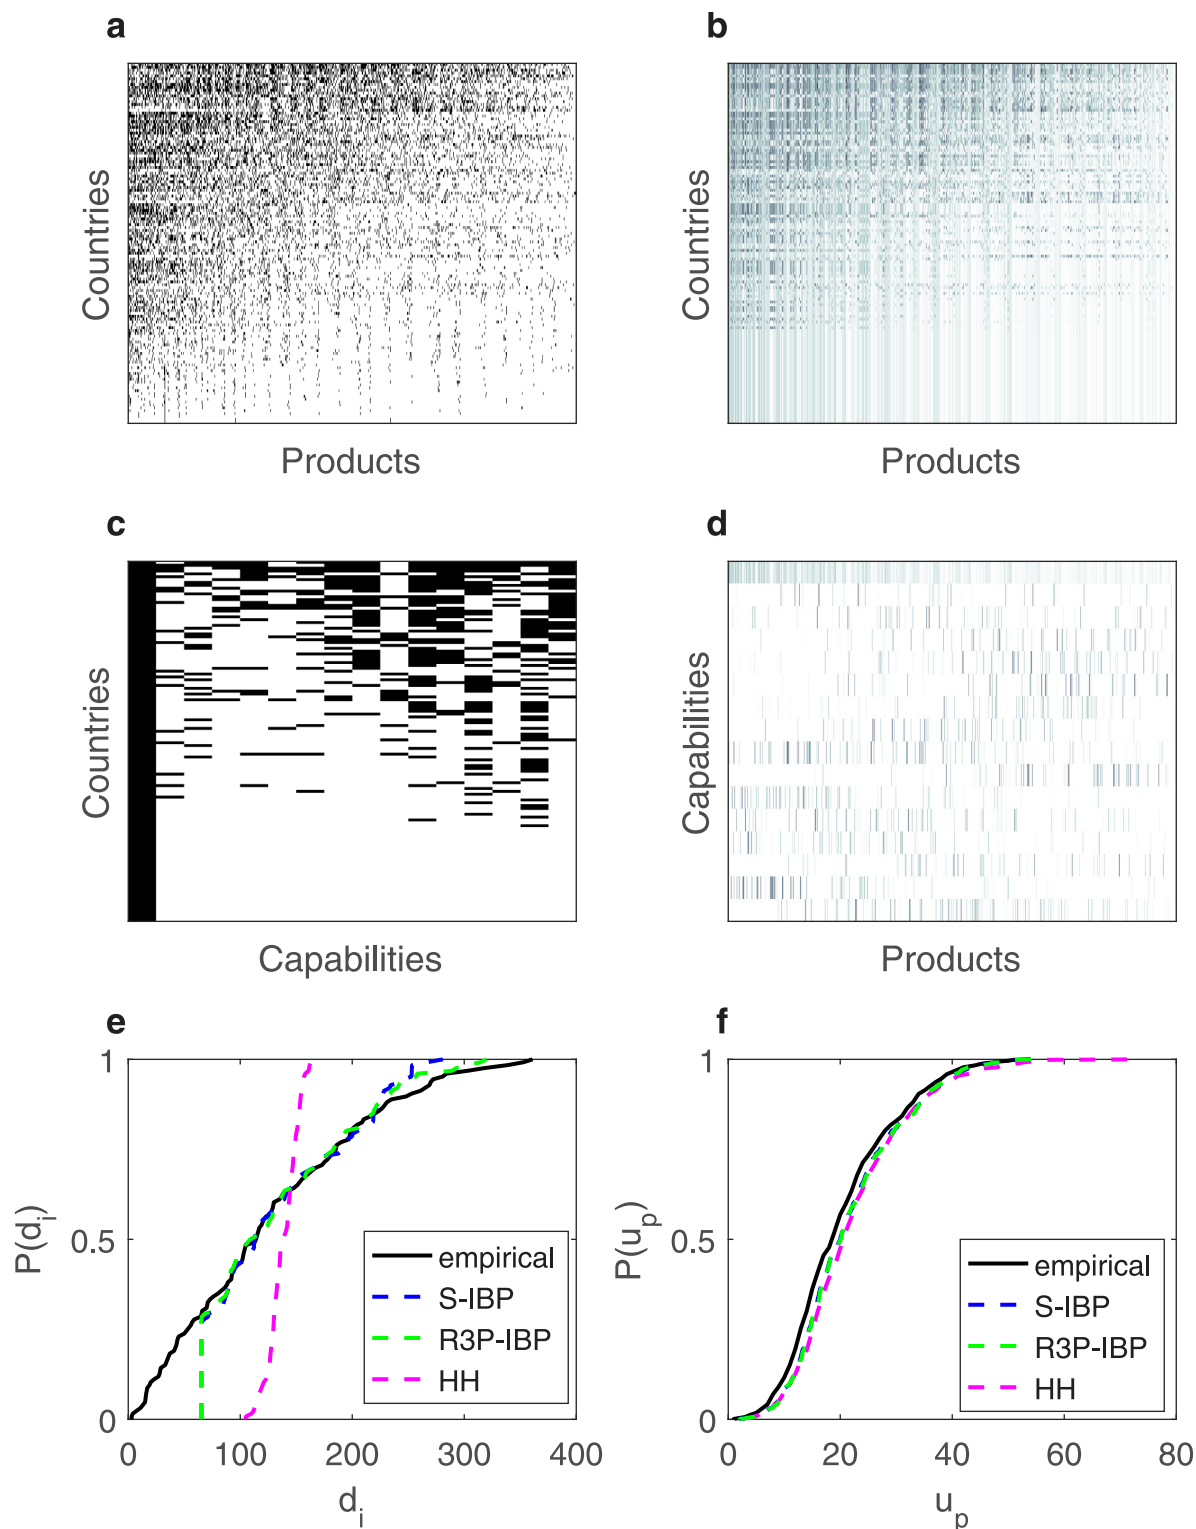 a
Countries
Products
b
Countries
Products
c
Countries
Capabilities
d
Capabilities
Products
e
P(d_i)
1
0.5
0
empirical
S-IBP
R3P-IBP
HH
0 100 200 300 400
d_i
f
P(u_p)
1
0.5
0
empirical
S-IBP
R3P-IBP
HH
0 20 40 60 80
u_p